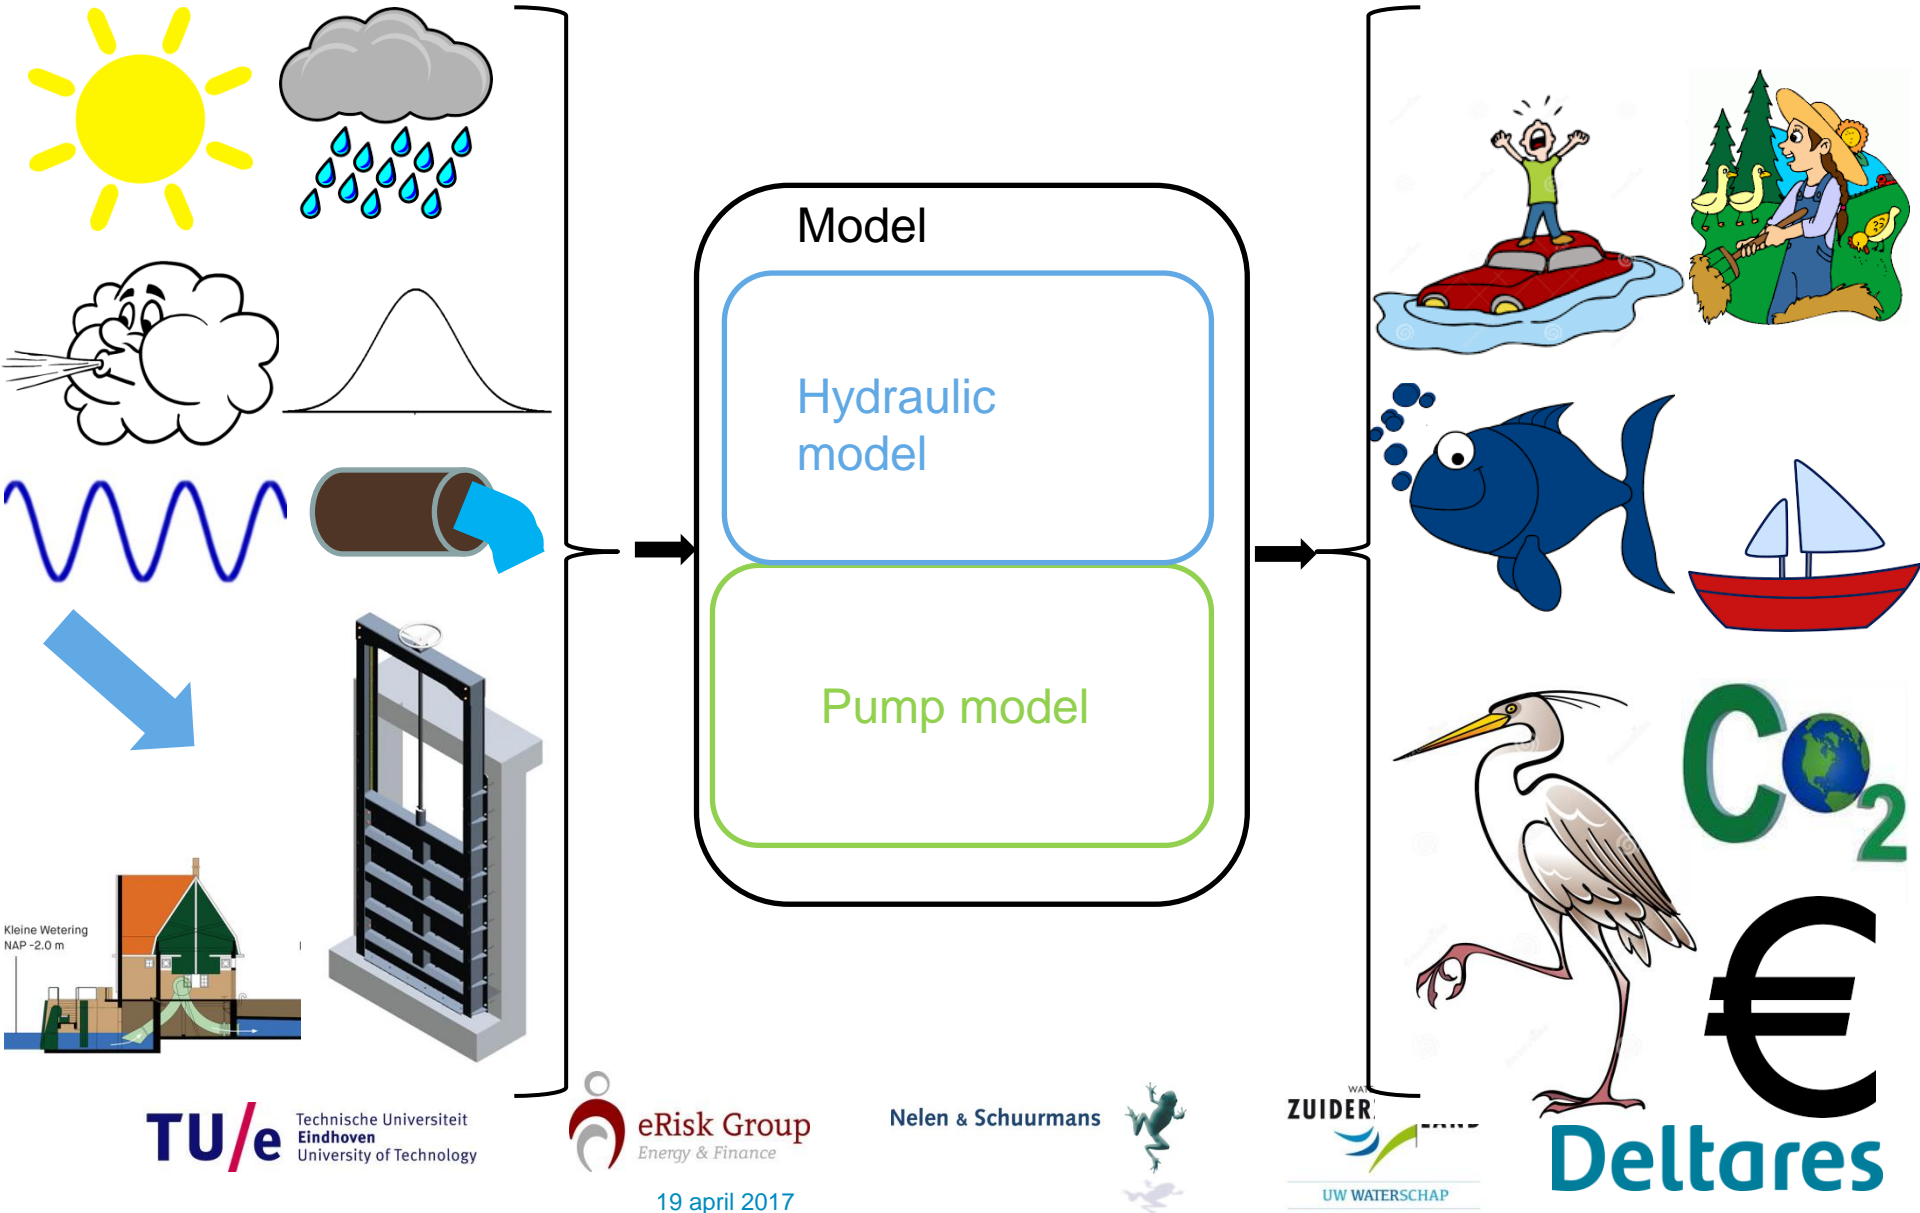 Model
Hydraulic
model
Pump model
Kleine Wetering
NAP -2.0 m
CO2
€
TU/e
Technische Universiteit
Eindhoven
University of Technology
eRisk Group
Energy & Finance
Nelen & Schuurmans
ZUIDER
UW WATERSCHAP
Deltares
19 april 2017